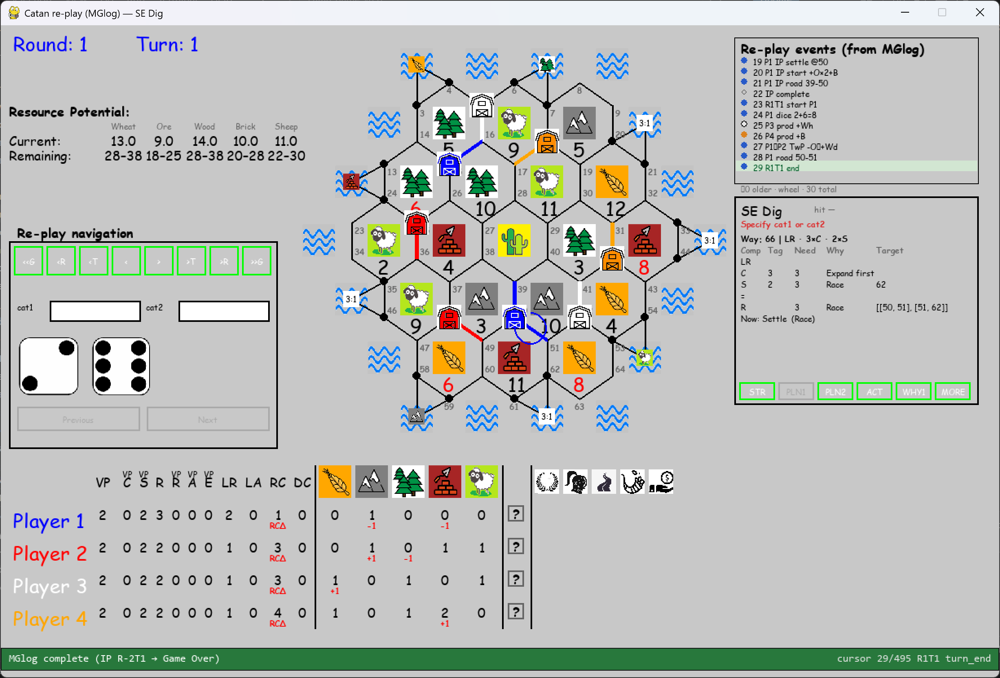 Catan re-play (MGlog) — SE Dig
Round: 1 Turn: 1
Resource Potential:
Wheat Ore Wood Brick Sheep
Current: 13.0 9.0 14.0 10.0 11.0
Remaining: 28-38 18-25 28-38 20-28 22-30
Re-play navigation
<<G <R <T < > >T >R >>G
cat1 cat2
Previous Next
4 6 8
3 7 9
3:1
14 16 20
5 9 5
13 17 19 21
24 26 28 30 32
6 10 11 12
23 27 29 31 33
3:1
34 36 38 40 44
2 4 3 8
35 37 39 41 43
3:1
46 54
9 3 10 4
47 49 51 53
58 60 62 64
6 11 8
59 61 63
3:1
Re-play events (from MGlog)
19 P1 IP settle @50
20 P1 IP start +O×2+B
21 P1 IP road 39-50
22 IP complete
23 R1T1 start P1
24 P1 dice 2+6=8
25 P3 prod +Wh
26 P4 prod +B
27 P1▯P2 TwP -O▯+Wd
28 P1 road 50-51
29 R1T1 end
▯0 older · wheel · 30 total
SE Dig hit —
Specify cat1 or cat2
Way: 66 | LR · 3×C · 2×S
Comp Tag Need Why Target
LR
C 3 3 Expand first
S 2 3 Race 62
=
R 3 Race [[50, 51], [51, 62]]
Now: Settle (Race)
STR PLN1 PLN2 ACT WHY1 MORE
VP VP VP VP VP
VP C S R R A E LR LA RC DC
Player 1 2 0 2 3 0 0 0 2 0 1 0 0 1 0 0 0 ?
RCΔ -1 -1
Player 2 2 0 2 2 0 0 0 1 0 3 0 0 1 0 1 1 ?
RCΔ +1 -1
Player 3 2 0 2 2 0 0 0 1 0 3 0 1 0 1 0 1 ?
RCΔ +1
Player 4 2 0 2 2 0 0 0 1 0 4 0 1 0 1 2 0 ?
RCΔ +1
MGlog complete (IP R-2T1 → Game Over) cursor 29/495 R1T1 turn_end